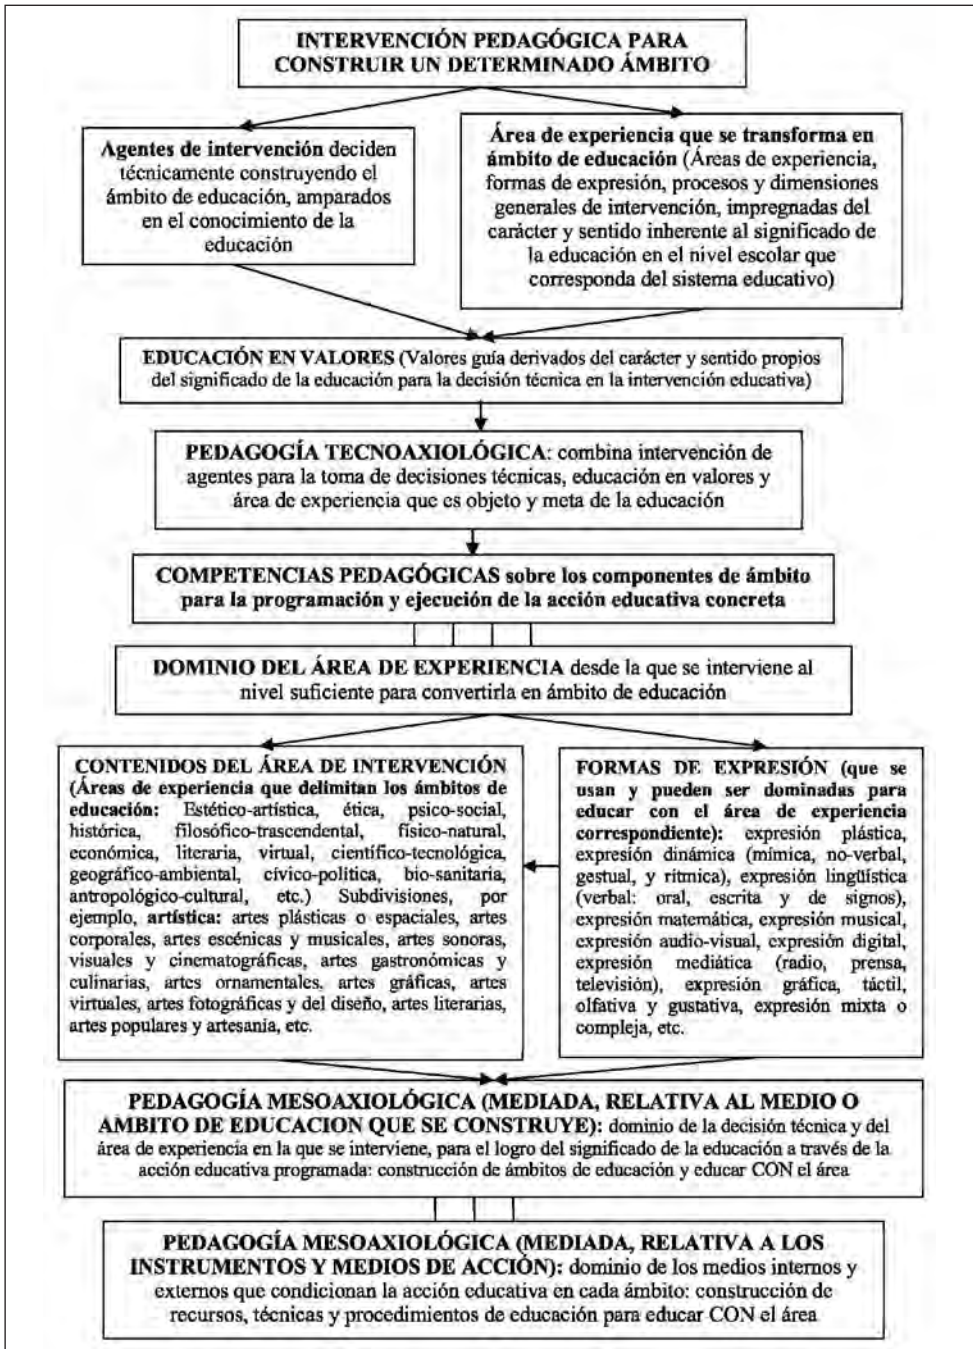 INTERVENCIÓN PEDAGÓGICA PARA
CONSTRUIR UN DETERMINADO ÁMBITO
Agentes de intervención deciden
técnicamente construyendo el
ámbito de educación, amparados
en el conocimiento de la
educación
Área de experiencia que se transforma en
ámbito de educación (Áreas de experiencia,
formas de expresión, procesos y dimensiones
generales de intervención, impregnadas del
carácter y sentido inherente al significado de
la educación en el nivel escolar que
corresponda del sistema educativo)
EDUCACIÓN EN VALORES (Valores guía derivados del carácter y sentido propios
del significado de la educación para la decisión técnica en la intervención educativa)
PEDAGOGÍA TECNOAXIOLÓGICA: combina intervención de
agentes para la toma de decisiones técnicas, educación en valores y
área de experiencia que es objeto y meta de la educación
COMPETENCIAS PEDAGÓGICAS sobre los componentes de ámbito
para la programación y ejecución de la acción educativa concreta
DOMINIO DEL ÁREA DE EXPERIENCIA desde la que se interviene al
nivel suficiente para convertirla en ámbito de educación
CONTENIDOS DEL ÁREA DE INTERVENCIÓN
(Áreas de experiencia que delimitan los ámbitos de
educación: Estético-artística, ética, psico-social,
histórica, filosófico-trascendental, físico-natural,
económica, literaria, virtual, científico-tecnológica,
geográfico-ambiental, cívico-política, bio-sanitaria,
antropológico-cultural, etc.) Subdivisiones, por
ejemplo, artística: artes plásticas o espaciales, artes
corporales, artes escénicas y musicales, artes sonoras,
visuales y cinematográficas, artes gastronómicas y
culinarias, artes ornamentales, artes gráficas, artes
virtuales, artes fotográficas y del diseño, artes literarias,
artes populares y artesanía, etc.
FORMAS DE EXPRESIÓN (que se
usan y pueden ser dominadas para
educar con el área de experiencia
correspondiente): expresión plástica,
expresión dinámica (mímica, no-verbal,
gestual, y rítmica), expresión lingüística
(verbal: oral, escrita y de signos),
expresión matemática, expresión musical,
expresión audio-visual, expresión digital,
expresión mediática (radio, prensa,
televisión), expresión gráfica, táctil,
olfativa y gustativa, expresión mixta o
compleja, etc.
PEDAGOGÍA MESOAXIOLÓGICA (MEDIADA, RELATIVA AL MEDIO O
AMBITO DE EDUCACION QUE SE CONSTRUYE): dominio de la decisión técnica y del
área de experiencia en la que se interviene, para el logro del significado de la educación a través de la
acción educativa programada: construcción de ámbitos de educación y educar CON el área
PEDAGOGÍA MESOAXIOLÓGICA (MEDIADA, RELATIVA A LOS
INSTRUMENTOS Y MEDIOS DE ACCIÓN): dominio de los medios internos y
externos que condicionan la acción educativa en cada ámbito: construcción de
recursos, técnicas y procedimientos de educación para educar CON el área